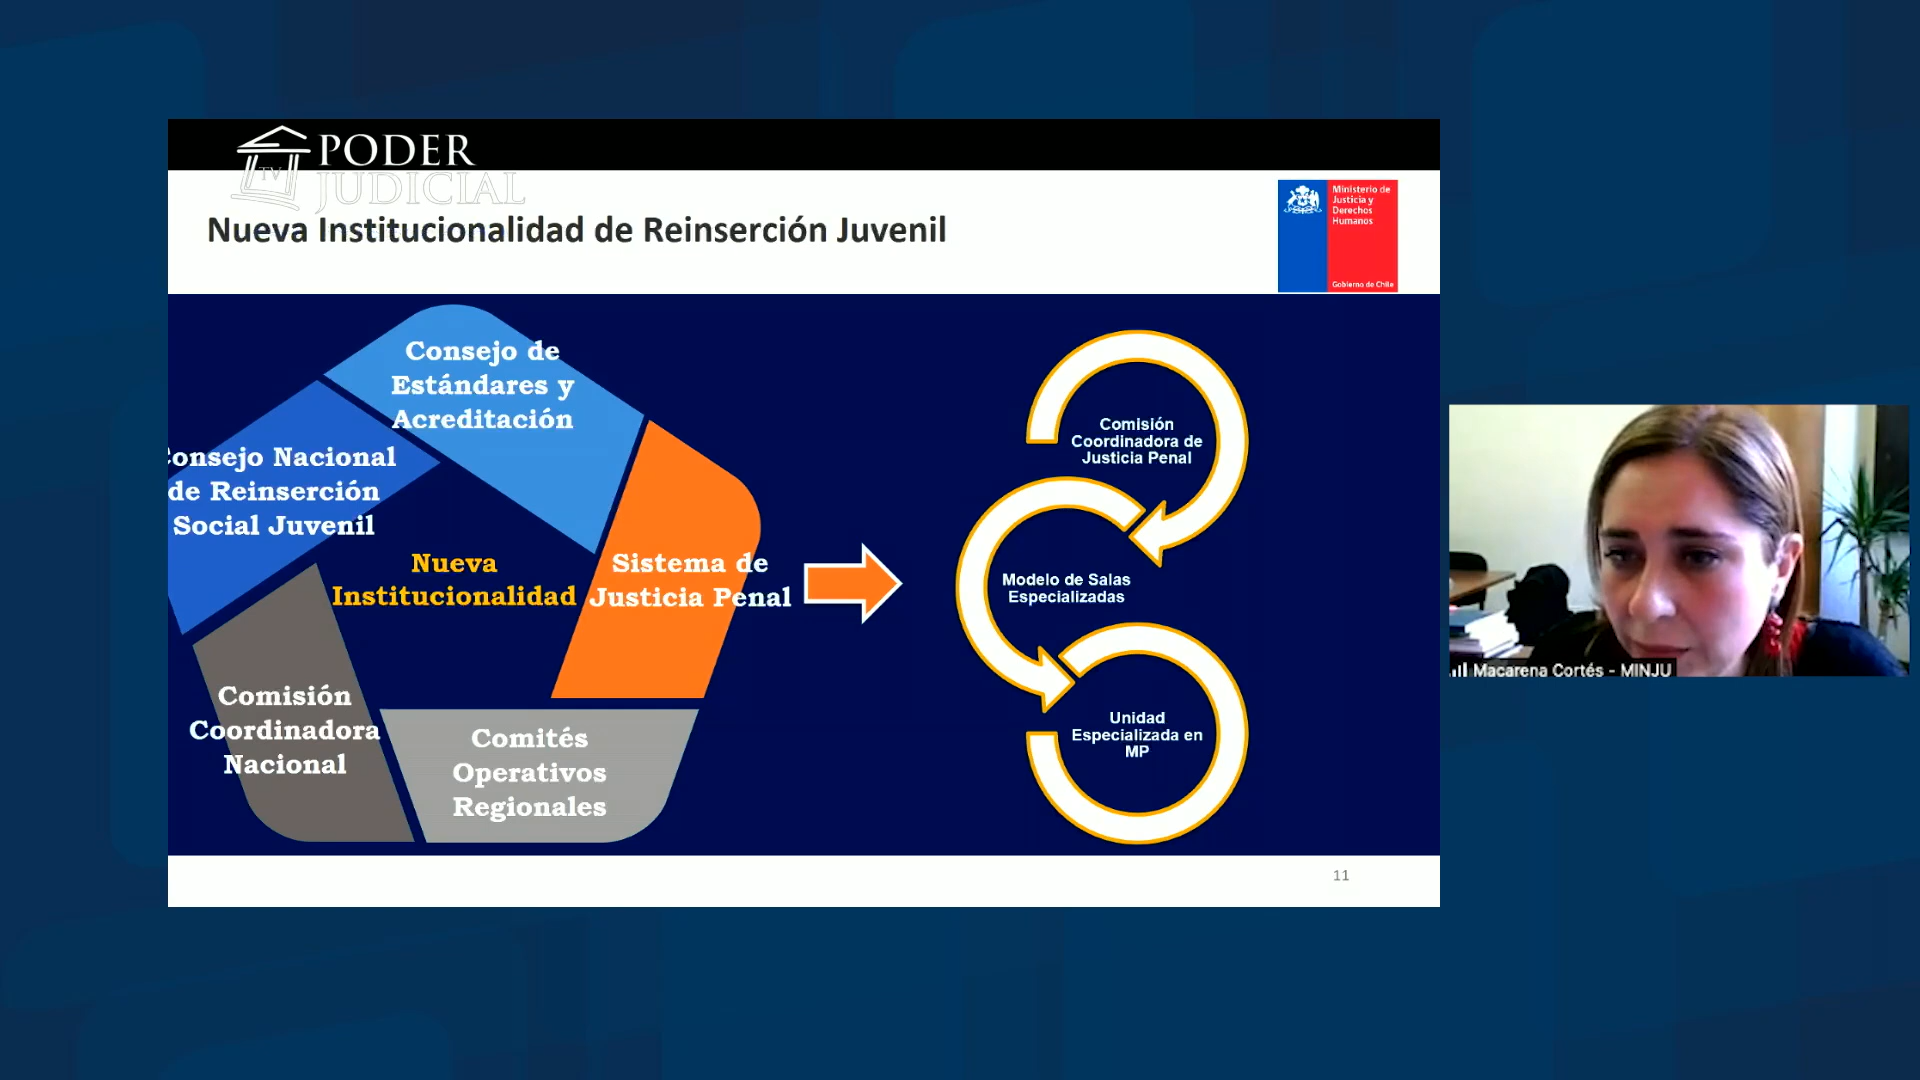 PODER
JUDICIAL
TV
Nueva Institucionalidad de Reinserción Juvenil
Ministerio de
Justicia y
Derechos
Humanos
Gobierno de Chile
Consejo de
Estándares y
Acreditación
onsejo Nacional
de Reinserción
Social Juvenil
Nueva
Institucionalidad
Sistema de
Justicia Penal
Comisión
Coordinadora
Nacional
Comités
Operativos
Regionales
Comisión
Coordinadora de
Justicia Penal
Modelo de Salas
Especializadas
Unidad
Especializada en
MP
Macarena Cortés - MINJU
11